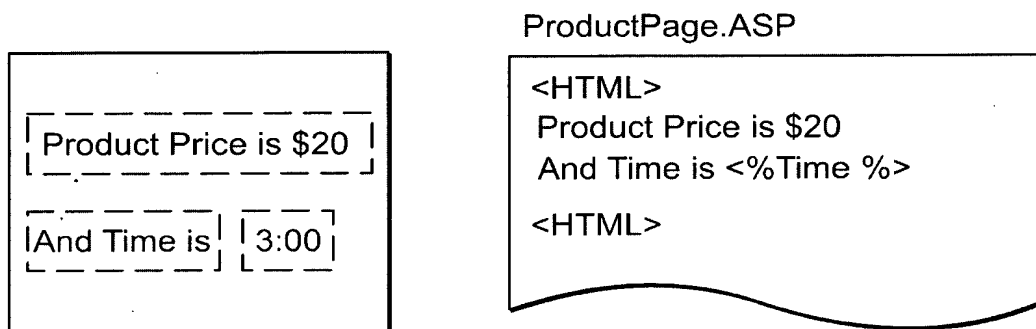 Product Price is $20
And Time is 3:00
ProductPage.ASP
<HTML>
Product Price is $20
And Time is <%Time %>
<HTML>